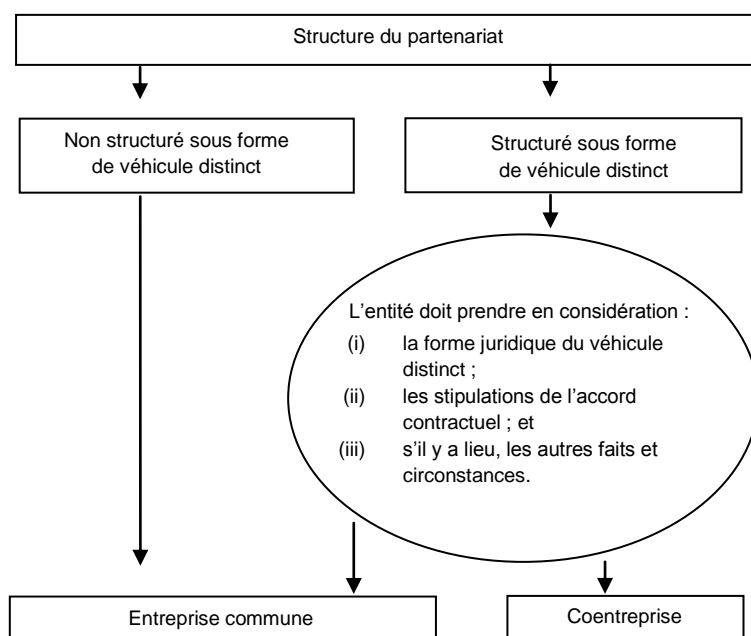 Structure du partenariat
Non structuré sous forme
de véhicule distinct
Structuré sous forme
de véhicule distinct
L'entité doit prendre en considération :
(i) la forme juridique du véhicule
distinct ;
(ii) les stipulations de l'accord
contractuel ; et
(iii) s'il y a lieu, les autres faits et
circonstances.
Entreprise commune
Coentreprise